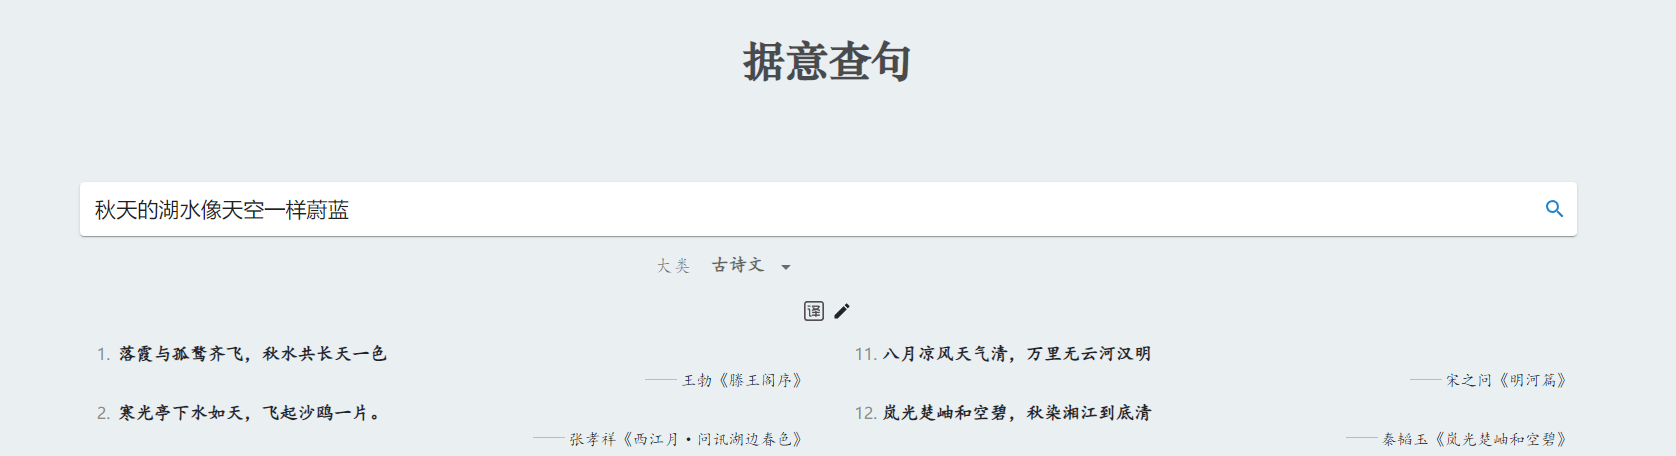 据意查句
秋天的湖水像天空一样蔚蓝
大类 古诗文
译
1. 落霞与孤鹜齐飞，秋水共长天一色
—— 王勃《滕王阁序》
2. 寒光亭下水如天，飞起沙鸥一片。
—— 张孝祥《西江月·问讯湖边春色》
11. 八月凉风天气清，万里无云河汉明
—— 宋之问《明河篇》
12. 岚光楚岫和空碧，秋染湘江到底清
—— 秦韬玉《岚光楚岫和空碧》